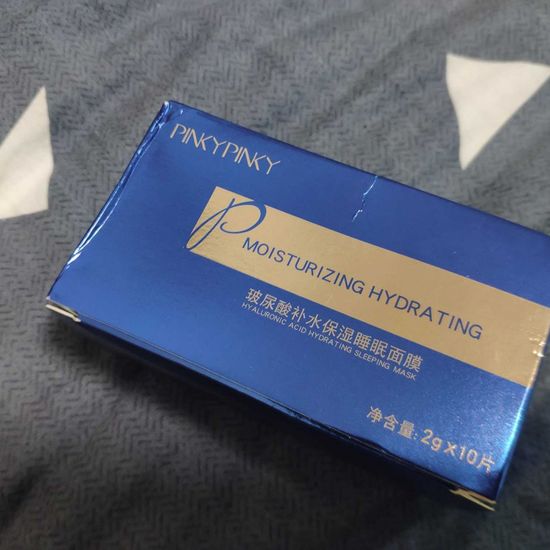 PINKYPINKY
P
MOISTURIZING HYDRATING
玻尿酸补水保湿睡眠面膜
HYALURONIC ACID HYDRATING SLEEPING MASK
净含量: 2g×10片